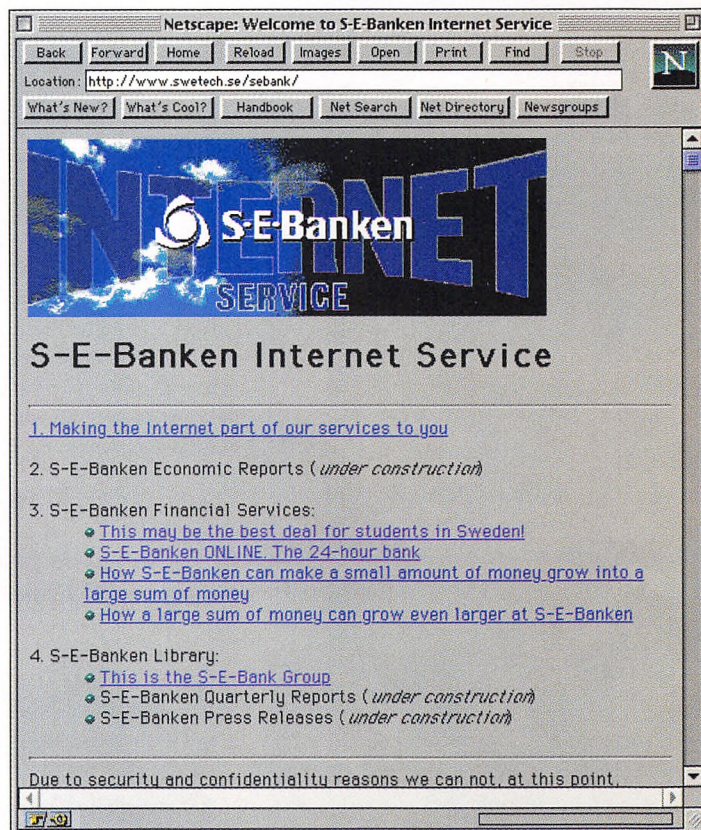 Netscape: Welcome to S-E-Banken Internet Service
Back Forward Home Reload Images Open Print Find Stop
N
Location: http://www.swetech.se/sebank/
What's New? What's Cool? Handbook Net Search Net Directory Newsgroups
INTERNET
S-E-Banken
SERVICE
S-E-Banken Internet Service
1. Making the Internet part of our services to you
2. S-E-Banken Economic Reports (under construction)
3. S-E-Banken Financial Services:
This may be the best deal for students in Sweden!
S-E-Banken ONLINE. The 24-hour bank
How S-E-Banken can make a small amount of money grow into a
large sum of money
How a large sum of money can grow even larger at S-E-Banken
4. S-E-Banken Library:
This is the S-E-Bank Group
S-E-Banken Quarterly Reports (under construction)
S-E-Banken Press Releases (under construction)
Due to security and confidentiality reasons we can not, at this point,